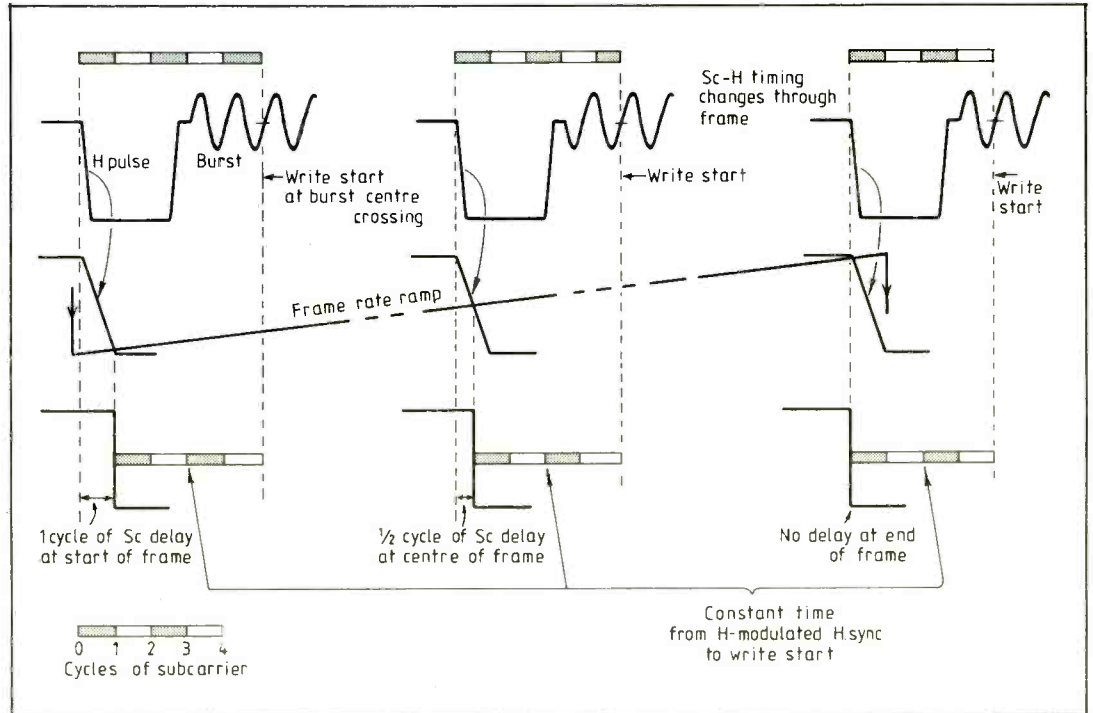 Sc-H timing
changes through
frame
H pulse
Burst
Write start
at burst centre
crossing
Write start
Write
start
Frame rate ramp
1 cycle of Sc delay
at start of frame
½ cycle of Sc delay
at centre of frame
No delay at end
of frame
Constant time
from H-modulated H.sync
to write start
0 1 2 3 4
Cycles of subcarrier